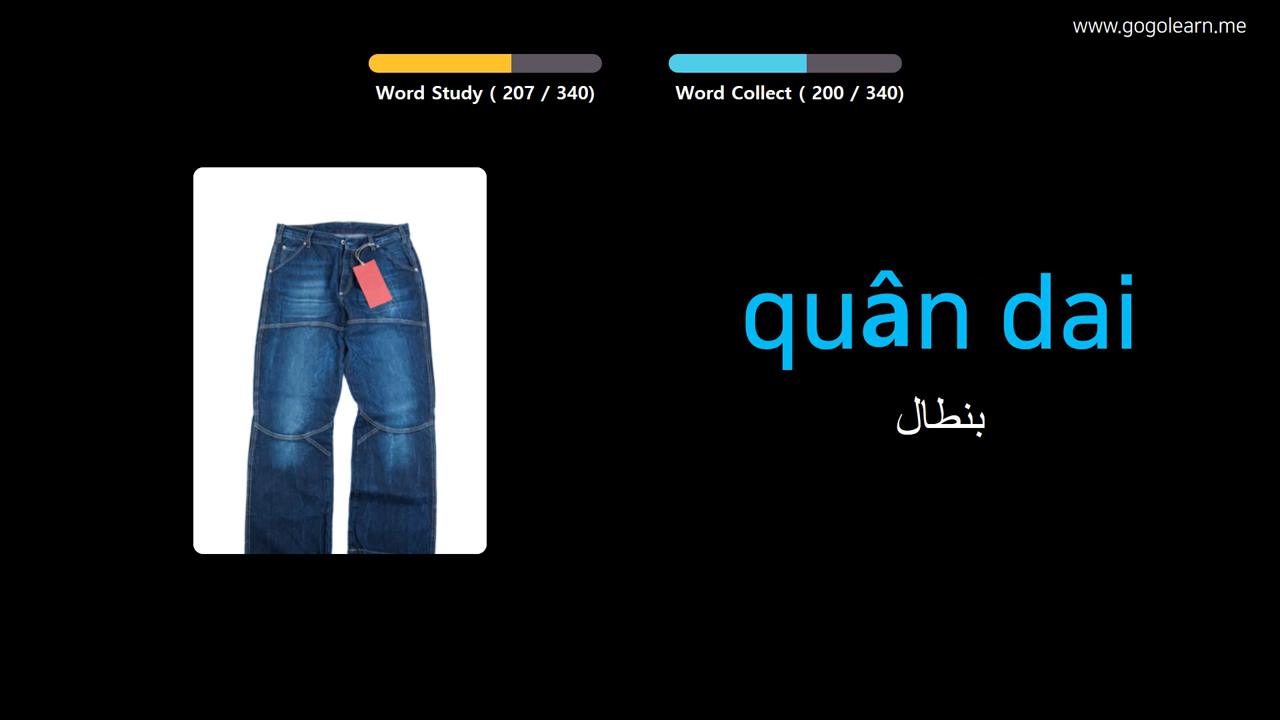 www.gogolearn.me
Word Study ( 207 / 340)
Word Collect ( 200 / 340)
quân dai
بنطال